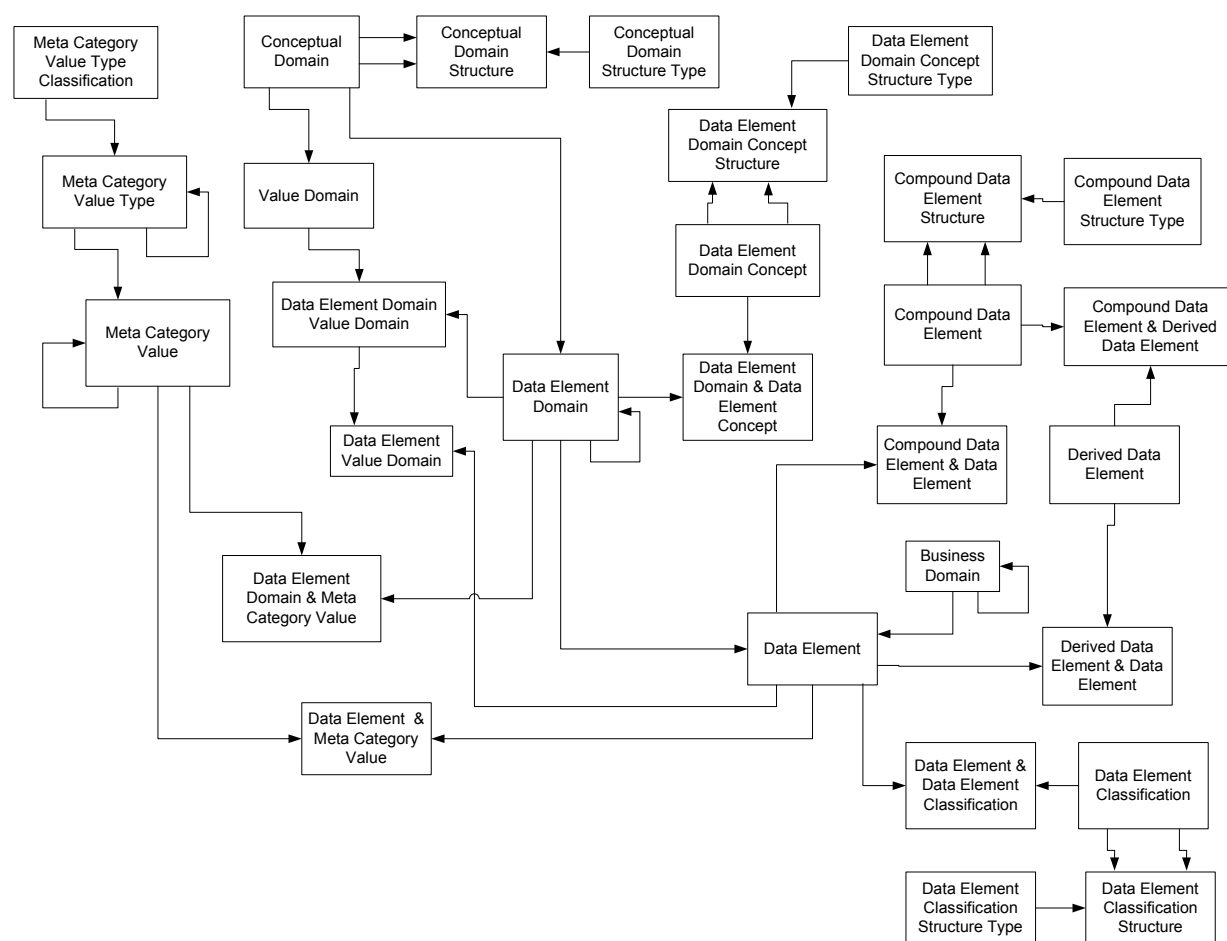 Meta Category
Value Type
Classification
Conceptual
Domain
Conceptual
Domain
Structure
Conceptual
Domain
Structure Type
Data Element
Domain Concept
Structure Type
Data Element
Domain Concept
Structure
Meta Category
Value Type
Value Domain
Compound Data
Element
Structure
Compound Data
Element
Structure Type
Data Element
Domain Concept
Data Element Domain
Value Domain
Meta Category
Value
Compound Data
Element
Compound Data
Element & Derived
Data Element
Data Element
Domain
Data Element
Domain & Data
Element
Concept
Data Element
Value Domain
Compound Data
Element & Data
Element
Derived Data
Element
Data Element
Domain & Meta
Category Value
Business
Domain
Data Element
Derived Data
Element & Data
Element
Data Element &
Meta Category
Value
Data Element &
Data Element
Classification
Data Element
Classification
Data Element
Classification
Structure Type
Data Element
Classification
Structure